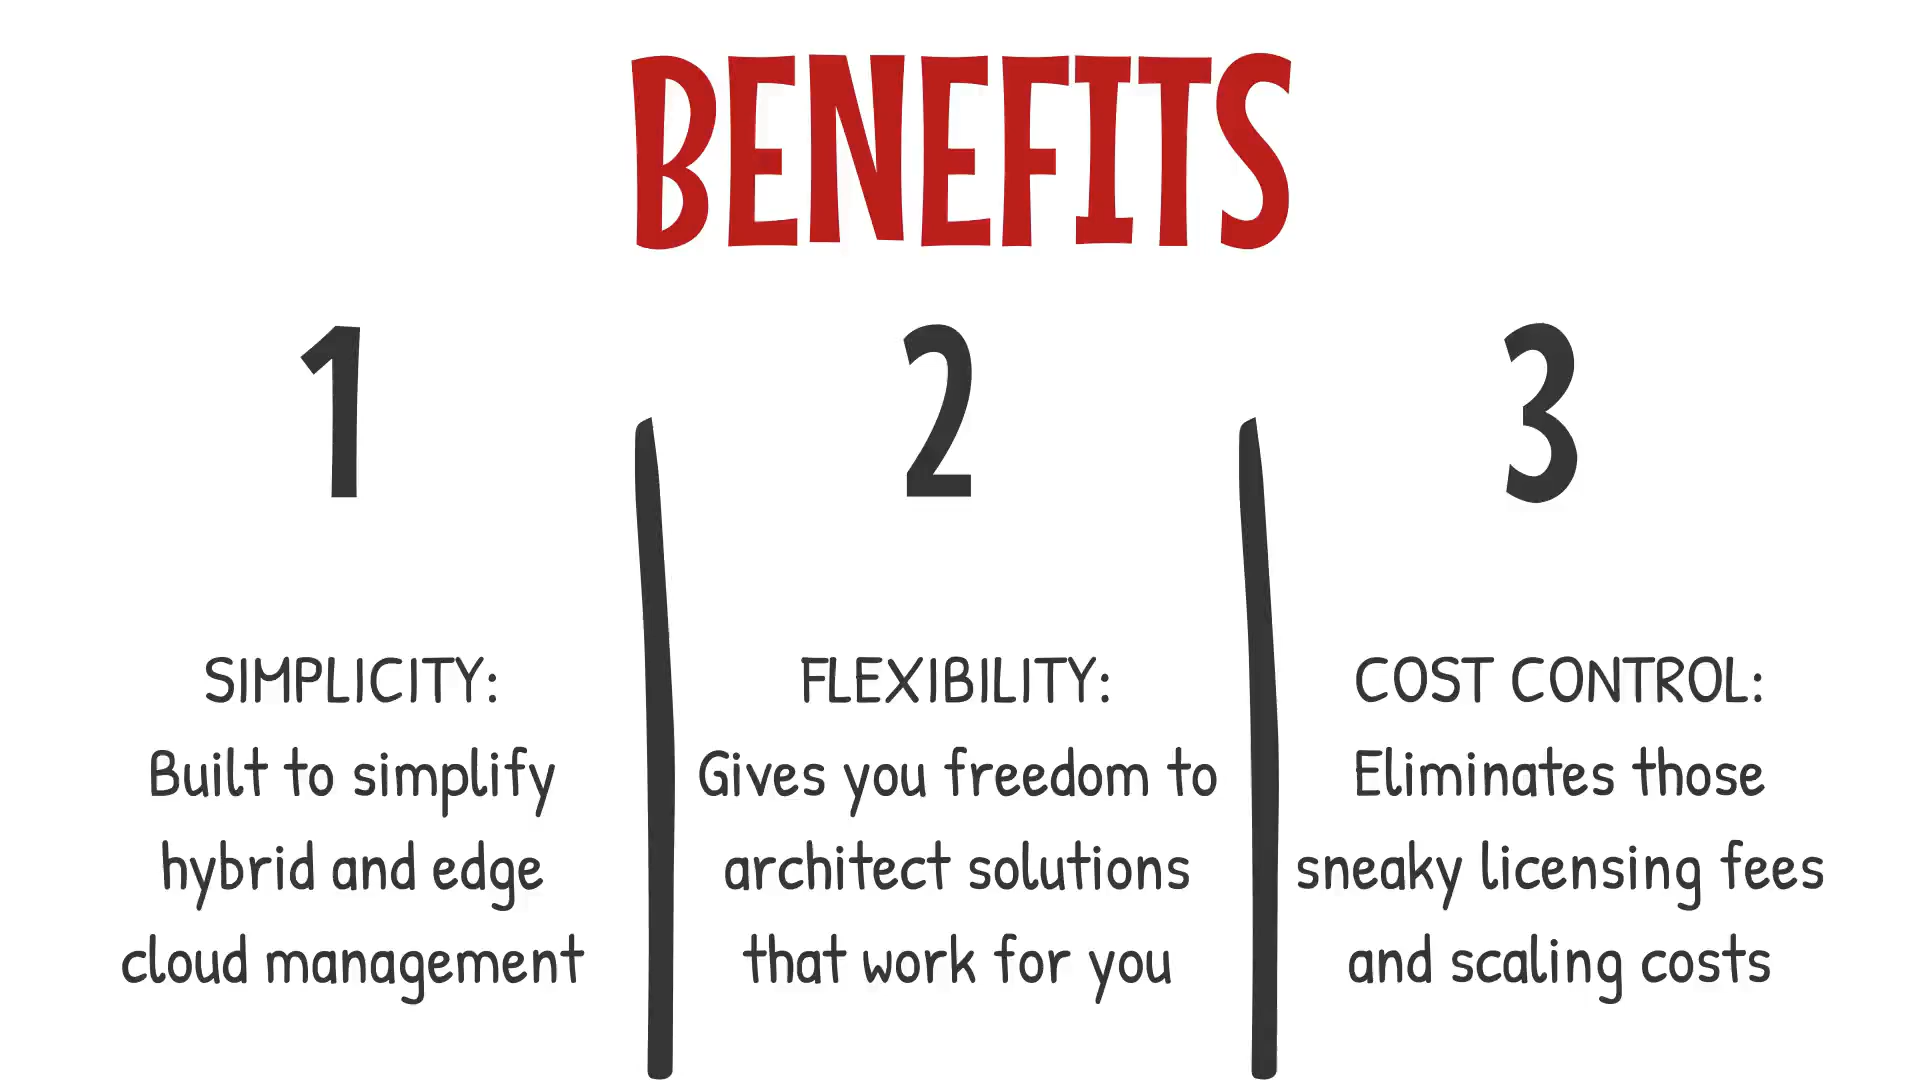 BENEFITS
1
SIMPLICITY:
Built to simplify
hybrid and edge
cloud management
2
FLEXIBILITY:
Gives you freedom to
architect solutions
that work for you
3
COST CONTROL:
Eliminates those
sneaky licensing fees
and scaling costs